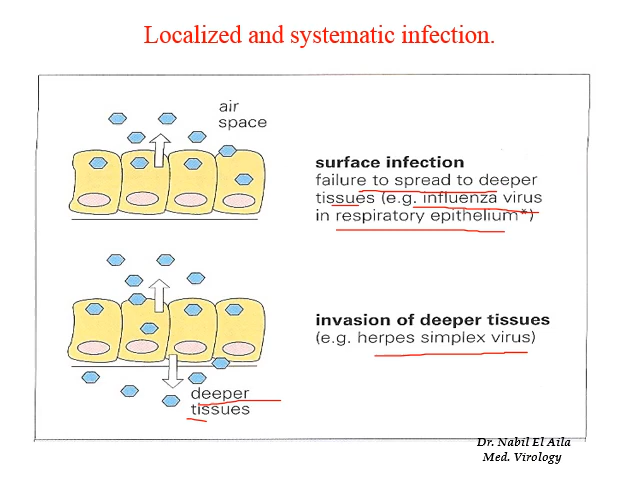 Localized and systematic infection.
air
space
surface infection
failure to spread to deeper
tissues (e.g. influenza virus
in respiratory epithelium*)
invasion of deeper tissues
(e.g. herpes simplex virus)
deeper
tissues
Dr. Nabil El Aila
Med. Virology